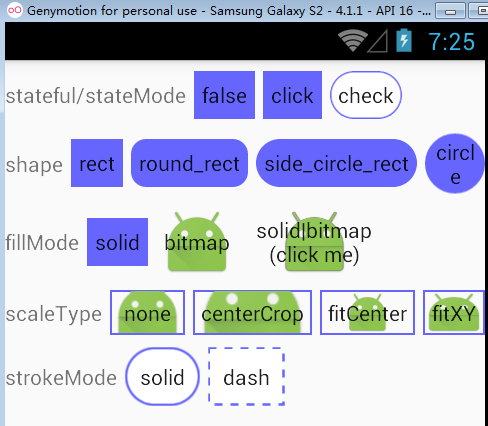 Genymotion for personal use - Samsung Galaxy S2 - 4.1.1 - API 16 - ...
7:25
stateful/stateMode false click check
shape rect round_rect side_circle_rect circl
e
fillMode solid bitmap solid|bitmap
(click me)
scaleType none centerCrop fitCenter fitXY
strokeMode solid dash